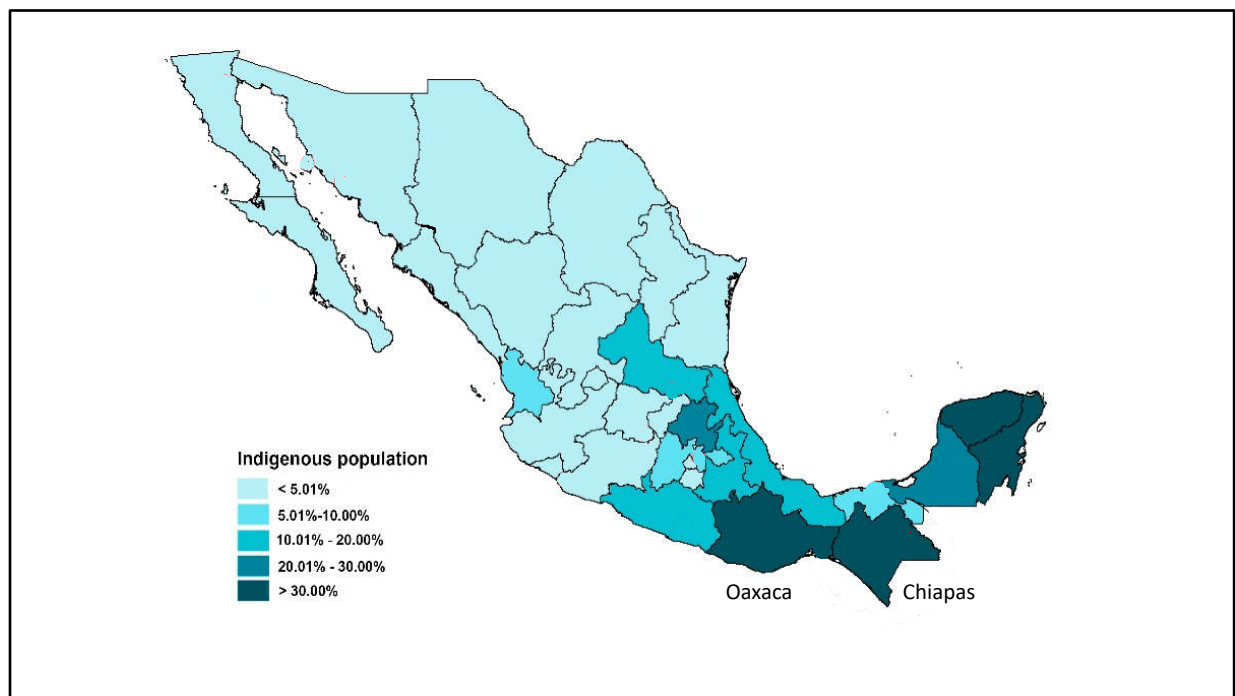 Indigenous population
< 5.01%
5.01%-10.00%
10.01% - 20.00%
20.01% - 30.00%
> 30.00%
Oaxaca
Chiapas